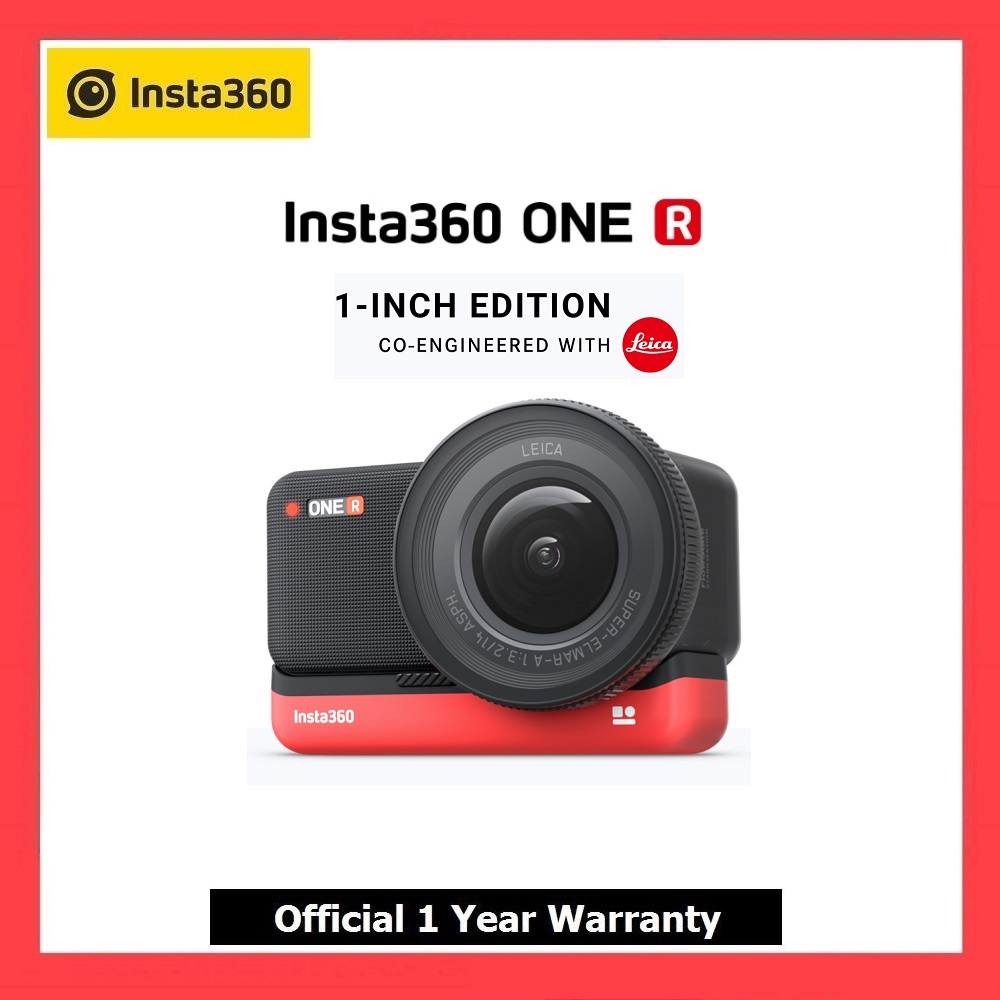 Insta360
Insta360 ONE R
1-INCH EDITION
CO-ENGINEERED WITH Leica
LEICA
ONE R
SUPER-ELMAR-A 1:3.2/14 ASPH.
Insta360
Official 1 Year Warranty